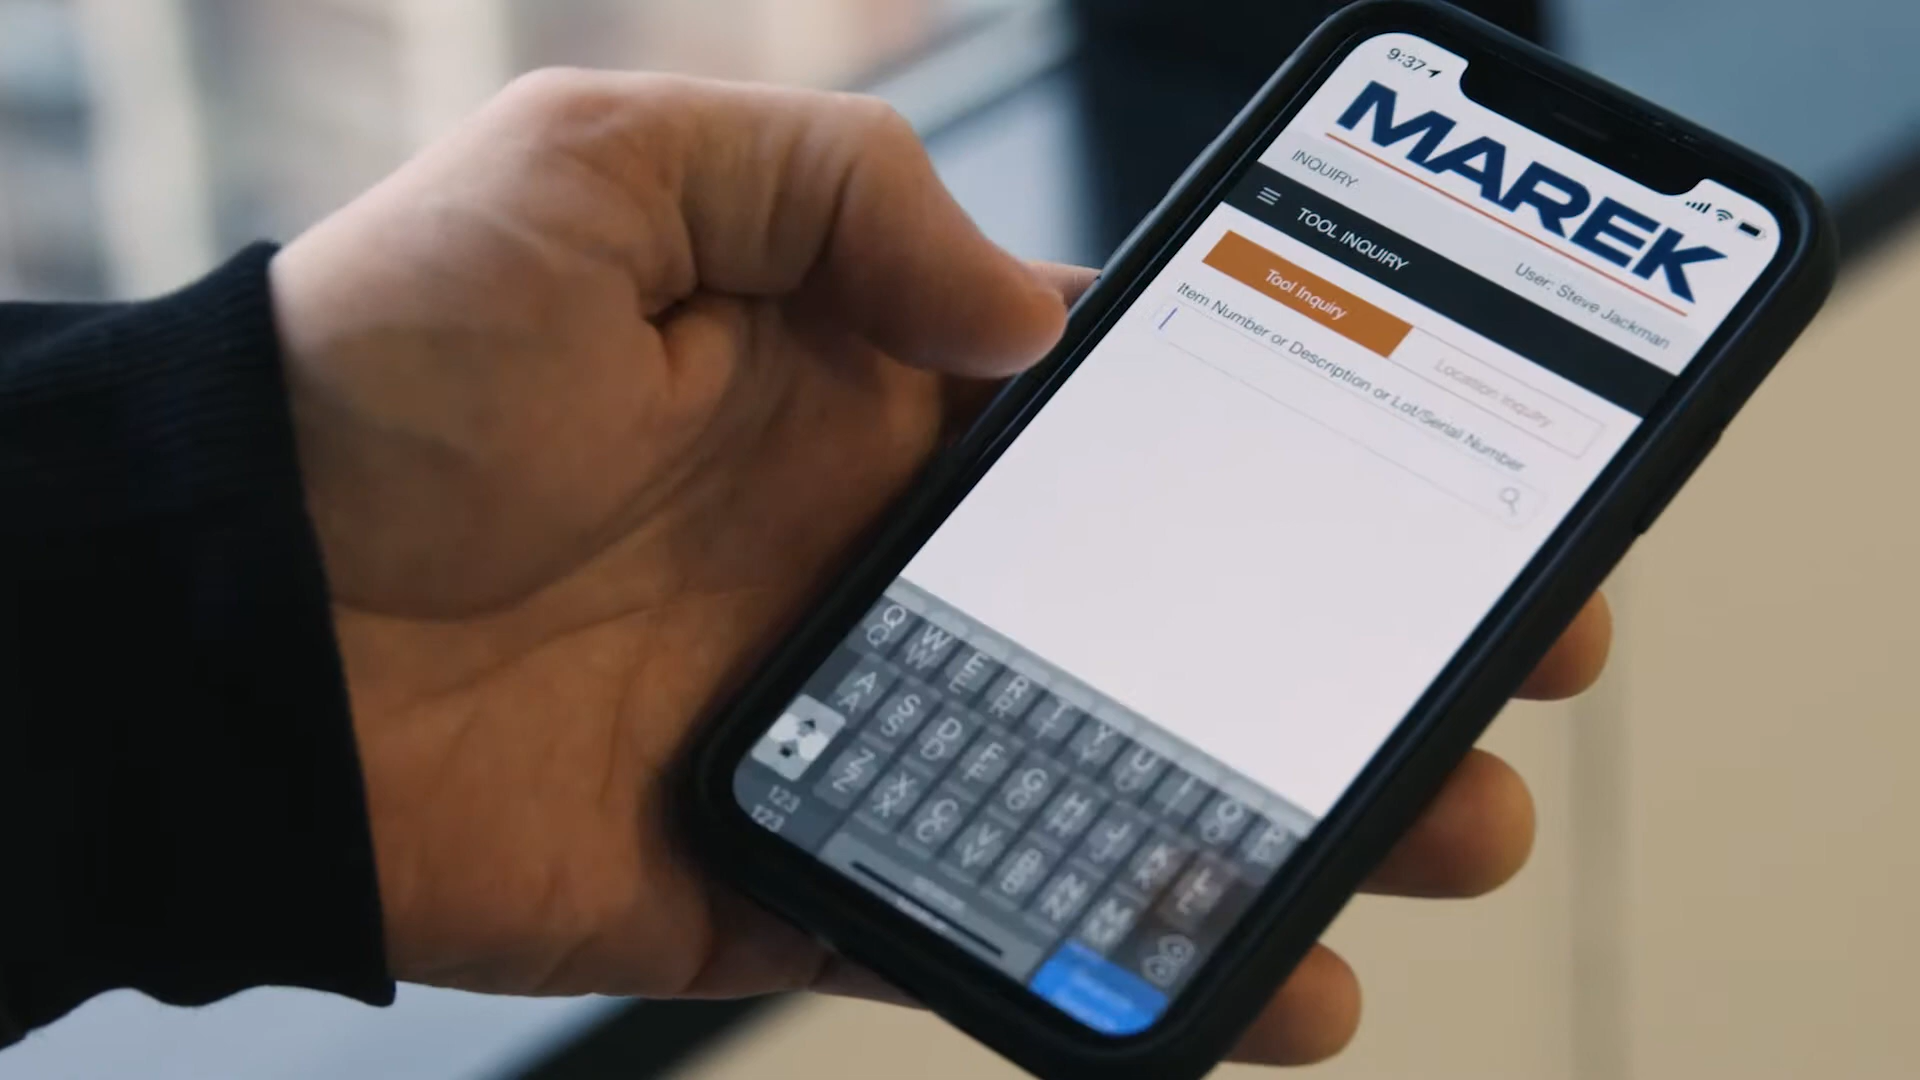 9:37
MAREK
INQUIRY
User: Steve Jackman
TOOL INQUIRY
Tool Inquiry
Location Inquiry
Item Number or Description or Lot/Serial Number
Q W E R T Y U I O P
A S D F G H J K L
Z X C V B N M
123